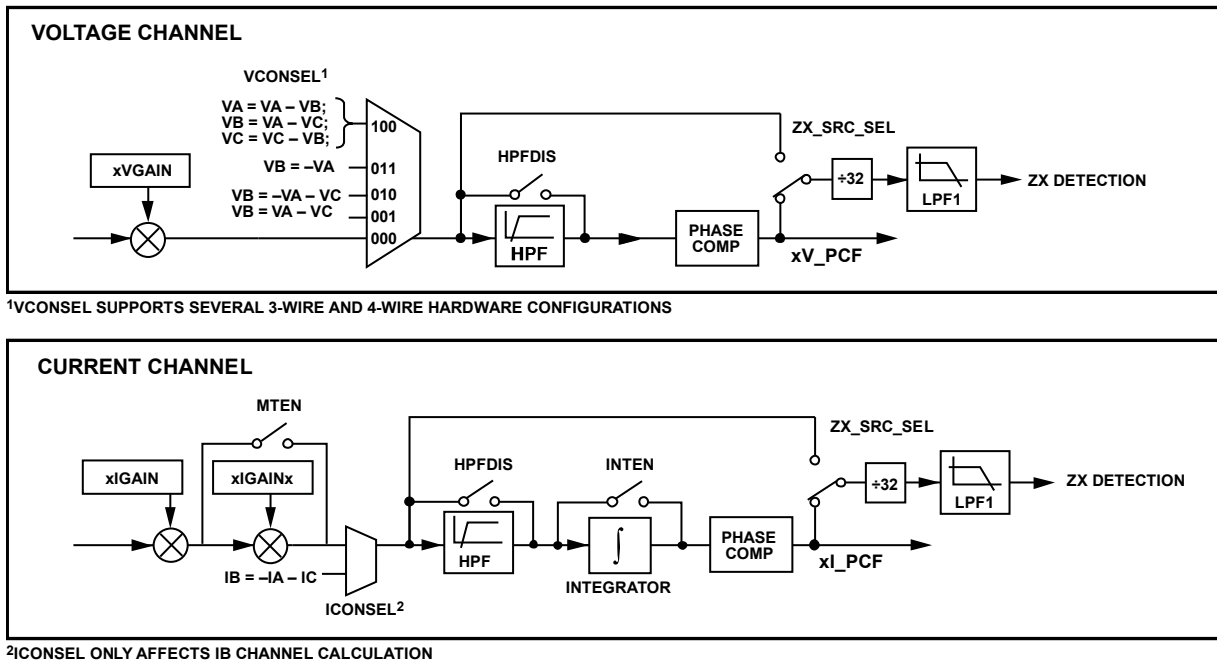 VOLTAGE CHANNEL
VCONSEL1
VA = VA – VB;
VB = VA – VC;
VC = VC – VB;
100
ZX_SRC_SEL
HPFDIS
xVGAIN
VB = –VA
011
÷32
ZX DETECTION
VB = –VA – VC
010
LPF1
VB = VA – VC
001
000
HPF
PHASE
COMP
xV_PCF
1VCONSEL SUPPORTS SEVERAL 3-WIRE AND 4-WIRE HARDWARE CONFIGURATIONS
CURRENT CHANNEL
MTEN
ZX_SRC_SEL
HPFDIS
INTEN
xIGAIN
xIGAINx
÷32
ZX DETECTION
LPF1
HPF
∫
PHASE
COMP
xI_PCF
IB = –IA – IC
INTEGRATOR
ICONSEL2
2ICONSEL ONLY AFFECTS IB CHANNEL CALCULATION